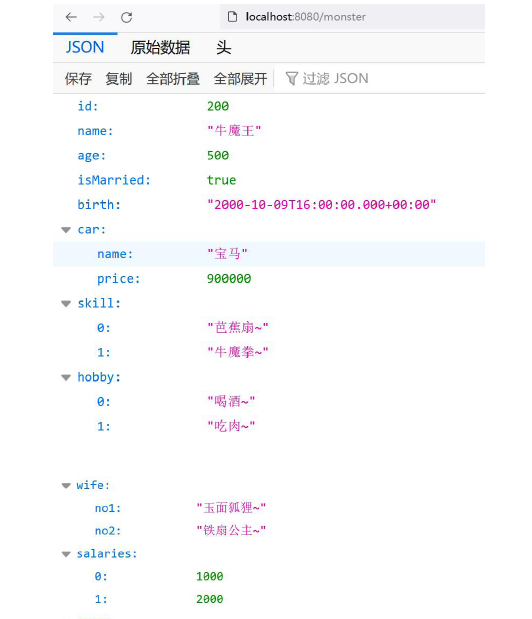 localhost:8080/monster
JSON 原始数据 头
保存 复制 全部折叠 全部展开 过滤 JSON
id: 200
name: "牛魔王"
age: 500
isMarried: true
birth: "2000-10-09T16:00:00.000+00:00"
car:
name: "宝马"
price: 900000
skill:
0: "芭蕉扇~"
1: "牛魔拳~"
hobby:
0: "喝酒~"
1: "吃肉~"
wife:
no1: "玉面狐狸~"
no2: "铁扇公主~"
salaries:
0: 1000
1: 2000